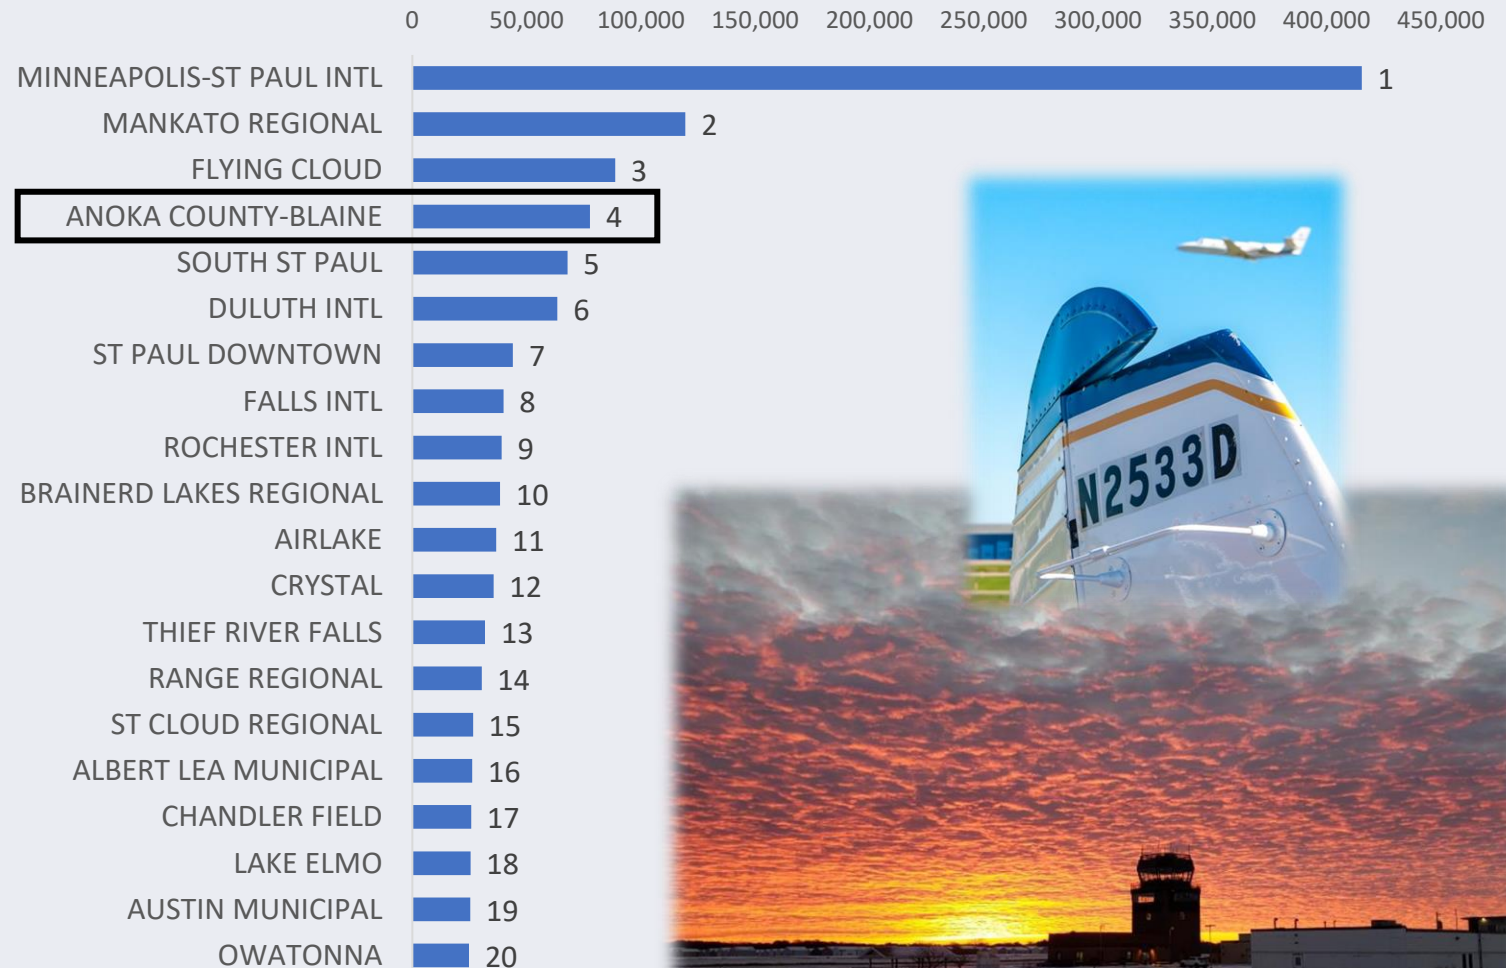 0 50,000 100,000 150,000 200,000 250,000 300,000 350,000 400,000 450,000
MINNEAPOLIS-ST PAUL INTL 1
MANKATO REGIONAL 2
FLYING CLOUD 3
ANOKA COUNTY-BLAINE 4
SOUTH ST PAUL 5
DULUTH INTL 6
ST PAUL DOWNTOWN 7
FALLS INTL 8
ROCHESTER INTL 9
BRAINERD LAKES REGIONAL 10
AIRLAKE 11
CRYSTAL 12
THIEF RIVER FALLS 13
RANGE REGIONAL 14
ST CLOUD REGIONAL 15
ALBERT LEA MUNICIPAL 16
CHANDLER FIELD 17
LAKE ELMO 18
AUSTIN MUNICIPAL 19
OWATONNA 20
N2533D